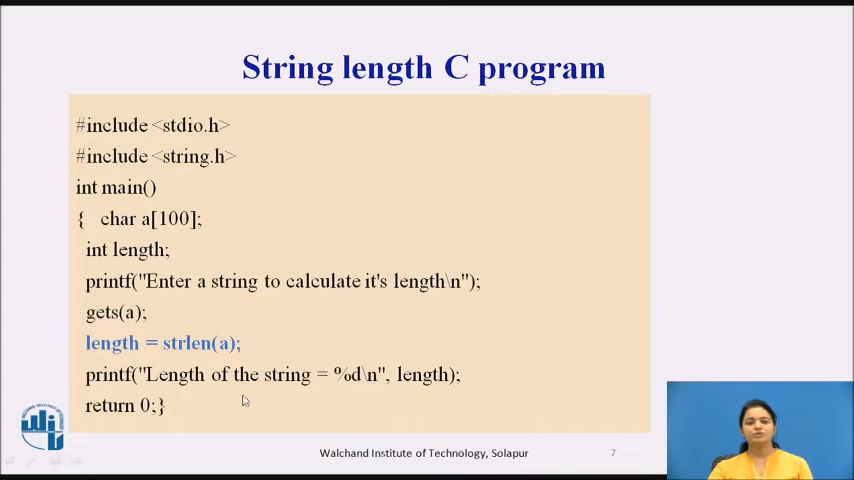 String length C program
#include <stdio.h>
#include <string.h>
int main()
{ char a[100];
int length;
printf("Enter a string to calculate it's length\n");
gets(a);
length = strlen(a);
printf("Length of the string = %d\n", length);
return 0;}
Walchand Institute of Technology, Solapur
7